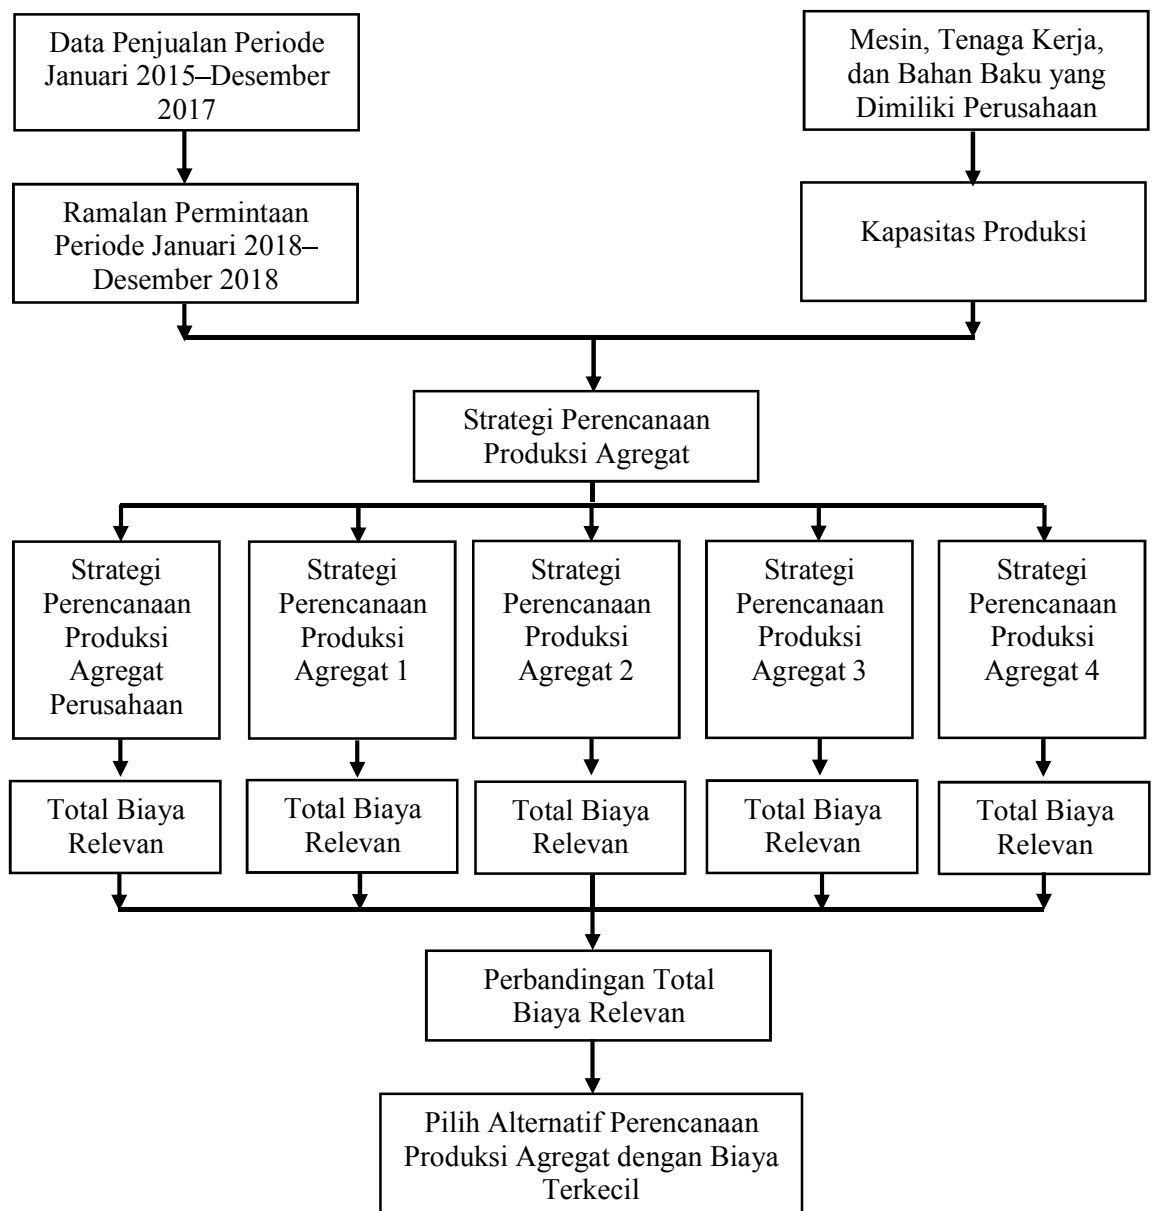 Data Penjualan Periode
Januari 2015–Desember
2017
Mesin, Tenaga Kerja,
dan Bahan Baku yang
Dimiliki Perusahaan
Ramalan Permintaan
Periode Januari 2018–
Desember 2018
Kapasitas Produksi
Strategi Perencanaan
Produksi Agregat
Strategi
Perencanaan
Produksi
Agregat
Perusahaan
Strategi
Perencanaan
Produksi
Agregat 1
Strategi
Perencanaan
Produksi
Agregat 2
Strategi
Perencanaan
Produksi
Agregat 3
Strategi
Perencanaan
Produksi
Agregat 4
Total Biaya
Relevan
Total Biaya
Relevan
Total Biaya
Relevan
Total Biaya
Relevan
Total Biaya
Relevan
Perbandingan Total
Biaya Relevan
Pilih Alternatif Perencanaan
Produksi Agregat dengan Biaya
Terkecil